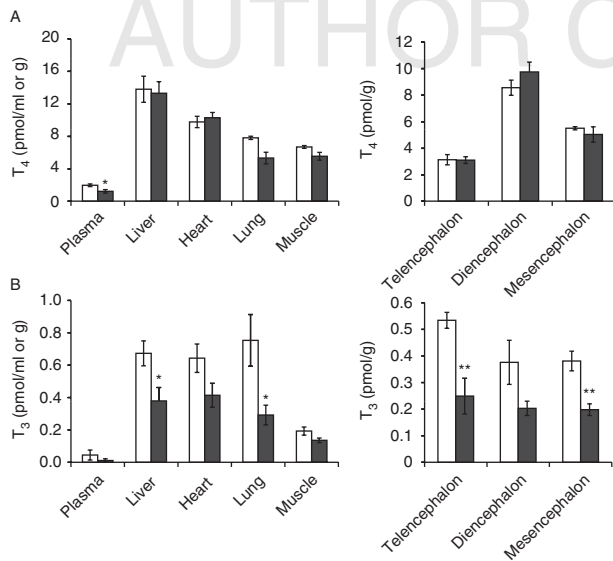 AUTHOR C
A
20
16
12
8
4
0
T4 (pmol/ml or g)
*
Plasma
Liver
Heart
Lung
Muscle
12
10
8
6
4
2
0
T4 (pmol/g)
Telencephalon
Diencephalon
Mesencephalon
B
1.0
0.8
0.6
0.4
0.2
0.0
T3 (pmol/ml or g)
*
*
Plasma
Liver
Heart
Lung
Muscle
0.6
0.5
0.4
0.3
0.2
0.1
0
T3 (pmol/g)
**
**
Telencephalon
Diencephalon
Mesencephalon